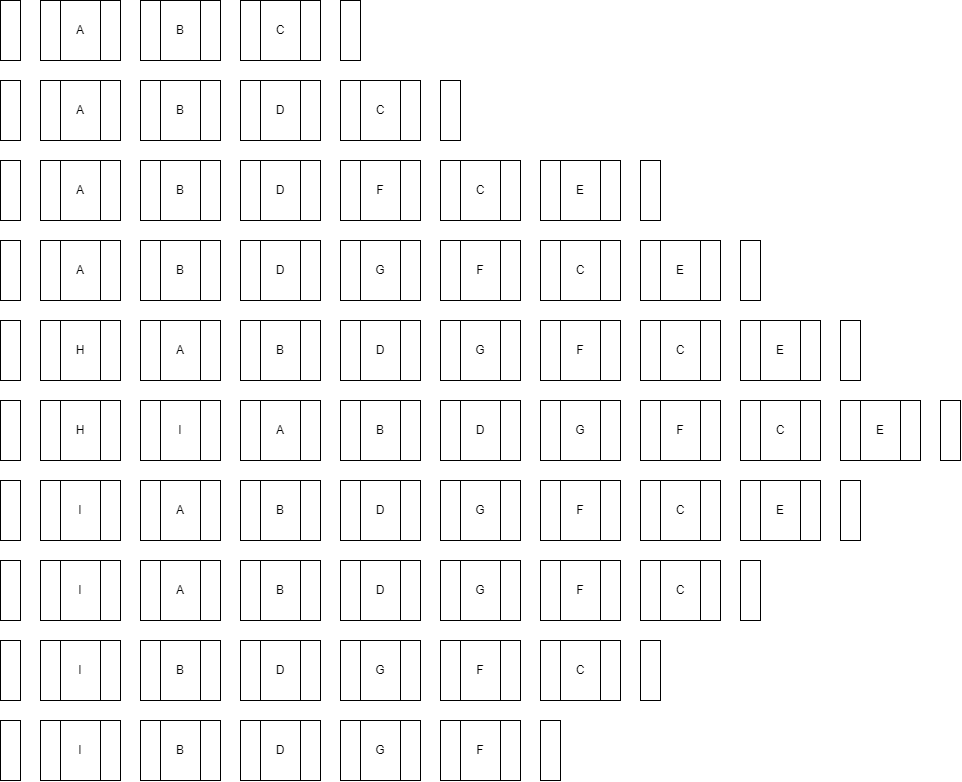 A B C
A B D C
A B D F C E
A B D G F C E
H A B D G F C E
H I A B D G F C E
I A B D G F C E
I A B D G F C
I B D G F C
I B D G F